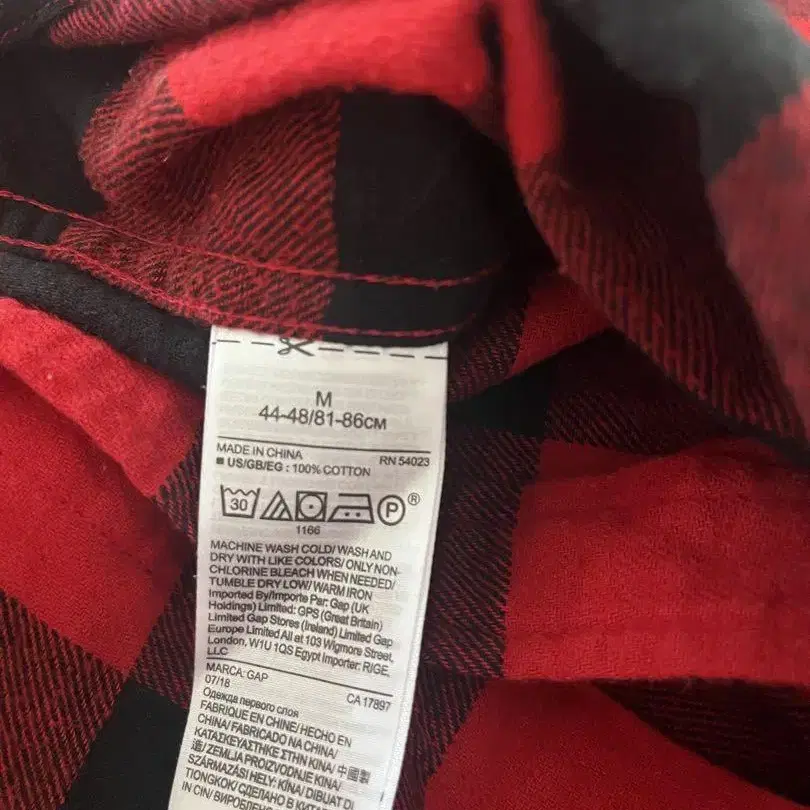 M
44-48/81-86CM
MADE IN CHINA
RN 54023
■ US/GB/EG : 100% COTTON
30
P
®
1166
MACHINE WASH COLD/ WASH AND
DRY WITH LIKE COLORS/ ONLY NON-
CHLORINE BLEACH WHEN NEEDED/
TUMBLE DRY LOW/ WARM IRON
Imported By/Importe Par: Gap (UK
Holdings) Limited: GPS (Great Britain)
Limited Gap Stores (Ireland) Limited Gap
Europe Limited All at 103 Wigmore Street,
London, W1U 1QS Egypt Importer: RIGE,
LLC
MARCA: GAP
07/18
CA 17897
Одежда первого слоя
FABRIQUE EN CHINE/ HECHO EN
CHINA/ FABRICADO NA CHINA/
ΚΑΤΑΣΚΕΥΑΣΤΗΚΕ ΣΤΗΝ ΚΙΝΑ/ 中國製
造/ ZEMLJA PROIZVODNJE KINA/
SZÁRMAZÁSI HELY: KÍNA/ DIBUAT DI
TIONGKOK/ СДЕЛАНО В КИТАЕ
IN CIN/